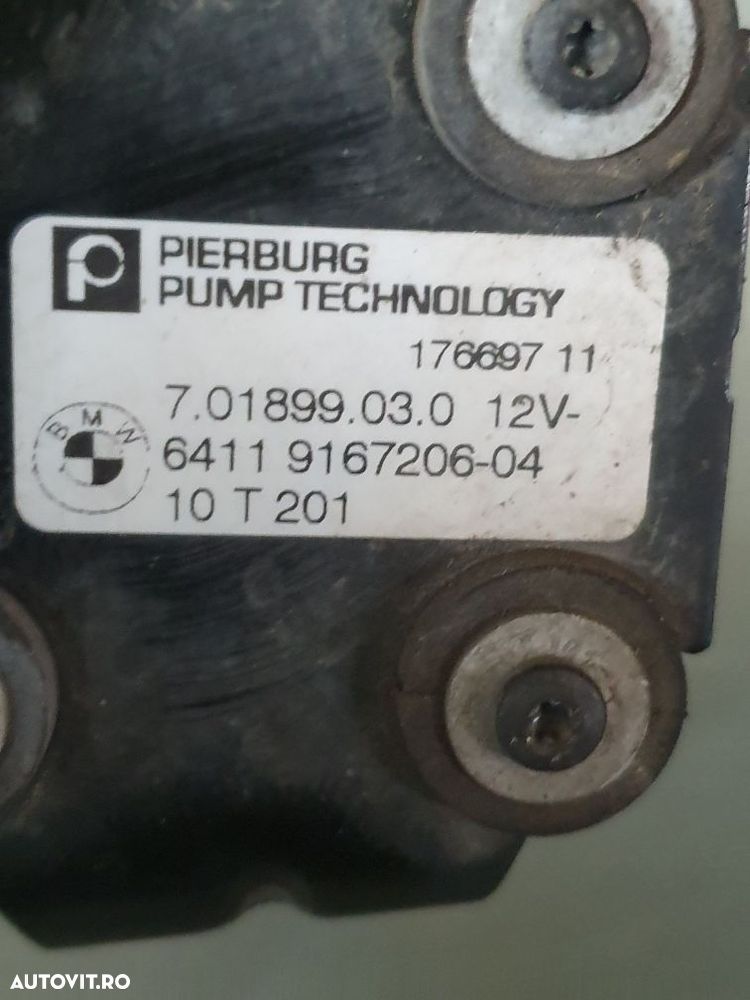 PIERBURG
PUMP TECHNOLOGY
176697 11
7.01899.03.0 12V-
BMW
6411 9167206-04
10 T 201
AUTOVIT.RO